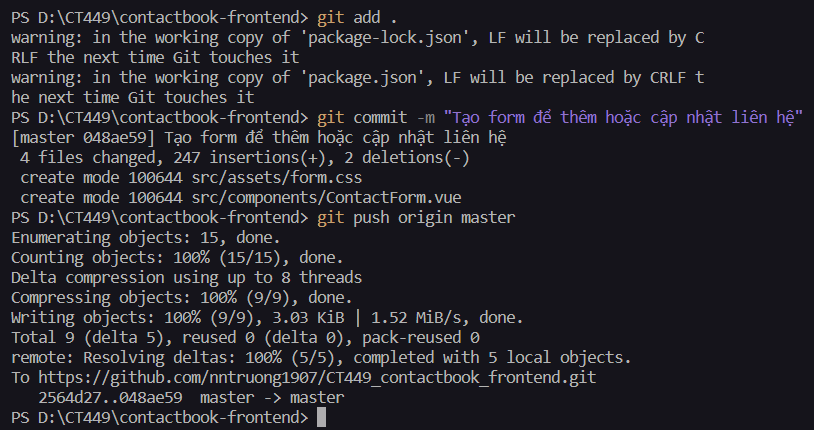 PS D:\CT449\contactbook-frontend> git add .
warning: in the working copy of 'package-lock.json', LF will be replaced by C
RLF the next time Git touches it
warning: in the working copy of 'package.json', LF will be replaced by CRLF t
he next time Git touches it
PS D:\CT449\contactbook-frontend> git commit -m "Tạo form để thêm hoặc cập nhật liên hệ"
[master 048ae59] Tạo form để thêm hoặc cập nhật liên hệ
 4 files changed, 247 insertions(+), 2 deletions(-)
 create mode 100644 src/assets/form.css
 create mode 100644 src/components/ContactForm.vue
PS D:\CT449\contactbook-frontend> git push origin master
Enumerating objects: 15, done.
Counting objects: 100% (15/15), done.
Delta compression using up to 8 threads
Compressing objects: 100% (9/9), done.
Writing objects: 100% (9/9), 3.03 KiB | 1.52 MiB/s, done.
Total 9 (delta 5), reused 0 (delta 0), pack-reused 0
remote: Resolving deltas: 100% (5/5), completed with 5 local objects.
To https://github.com/nntruong1907/CT449_contactbook_frontend.git
   2564d27..048ae59  master -> master
PS D:\CT449\contactbook-frontend>